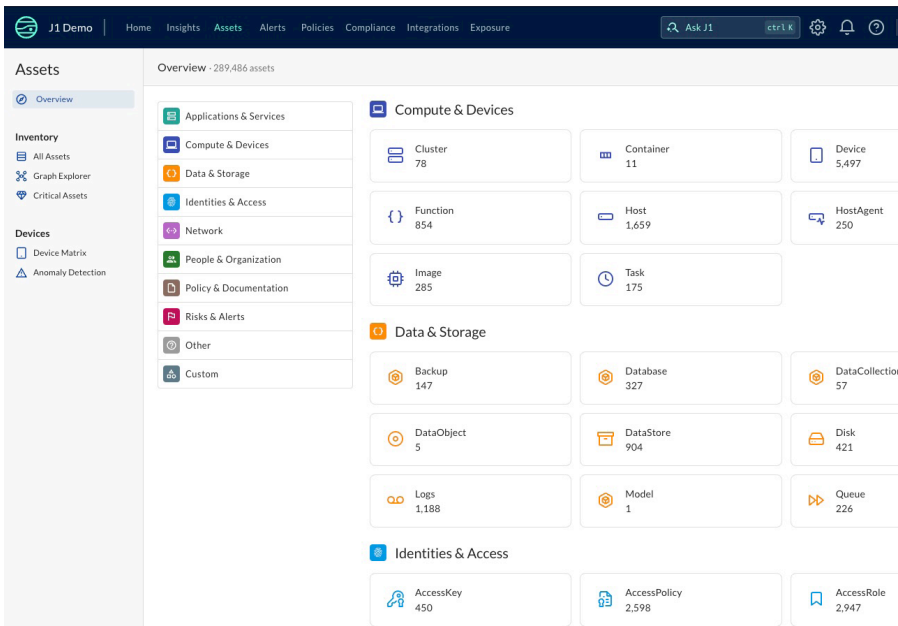 J1 Demo
Home Insights Assets Alerts Policies Compliance Integrations Exposure
Ask J1 ctrl K
Assets
Overview
Inventory
All Assets
Graph Explorer
Critical Assets
Devices
Device Matrix
Anomaly Detection
Overview · 289,486 assets
Applications & Services
Compute & Devices
Data & Storage
Identities & Access
Network
People & Organization
Policy & Documentation
Risks & Alerts
Other
Custom
Compute & Devices
Cluster
78
Container
11
Device
5,497
Function
854
Host
1,659
HostAgent
250
Image
285
Task
175
Data & Storage
Backup
147
Database
327
DataCollection
57
DataObject
5
DataStore
904
Disk
421
Logs
1,188
Model
1
Queue
226
Identities & Access
AccessKey
450
AccessPolicy
2,598
AccessRole
2,947